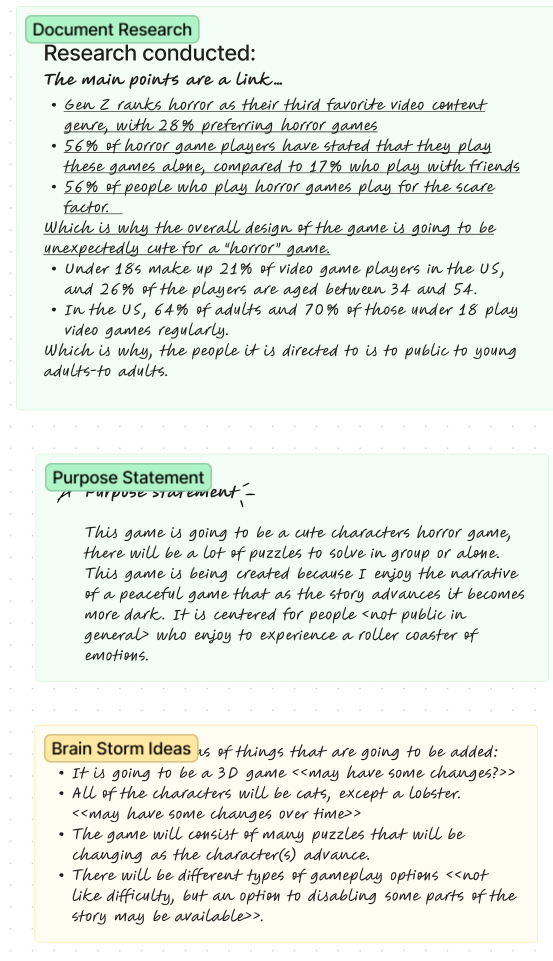 Document Research
Research conducted:
The main points are a link...
• Gen Z ranks horror as their third favorite video content
genre, with 28% preferring horror games
• 56% of horror game players have stated that they play
these games alone, compared to 17% who play with friends
• 56% of people who play horror games play for the scare
factor.
Which is why the overall design of the game is going to be
unexpectedly cute for a "horror" game.
• Under 18s make up 21% of video game players in the US,
and 26% of the players are aged between 34 and 54.
• In the US, 64% of adults and 70% of those under 18 play
video games regularly.
Which is why, the people it is directed to is to public to young
adults-to adults.
Purpose Statement
Purpose statement
This game is going to be a cute characters horror game,
there will be a lot of puzzles to solve in group or alone.
This game is being created because I enjoy the narrative
of a peaceful game that as the story advances it becomes
more dark. It is centered for people <not public in
general> who enjoy to experience a roller coaster of
emotions.
Brain Storm Ideas
of things that are going to be added:
• It is going to be a 3D game <<may have some changes?>>
• All of the characters will be cats, except a lobster.
<<may have some changes over time>>
• The game will consist of many puzzles that will be
changing as the character(s) advance.
• There will be different types of gameplay options <<not
like difficulty, but an option to disabling some parts of the
story may be available>>.